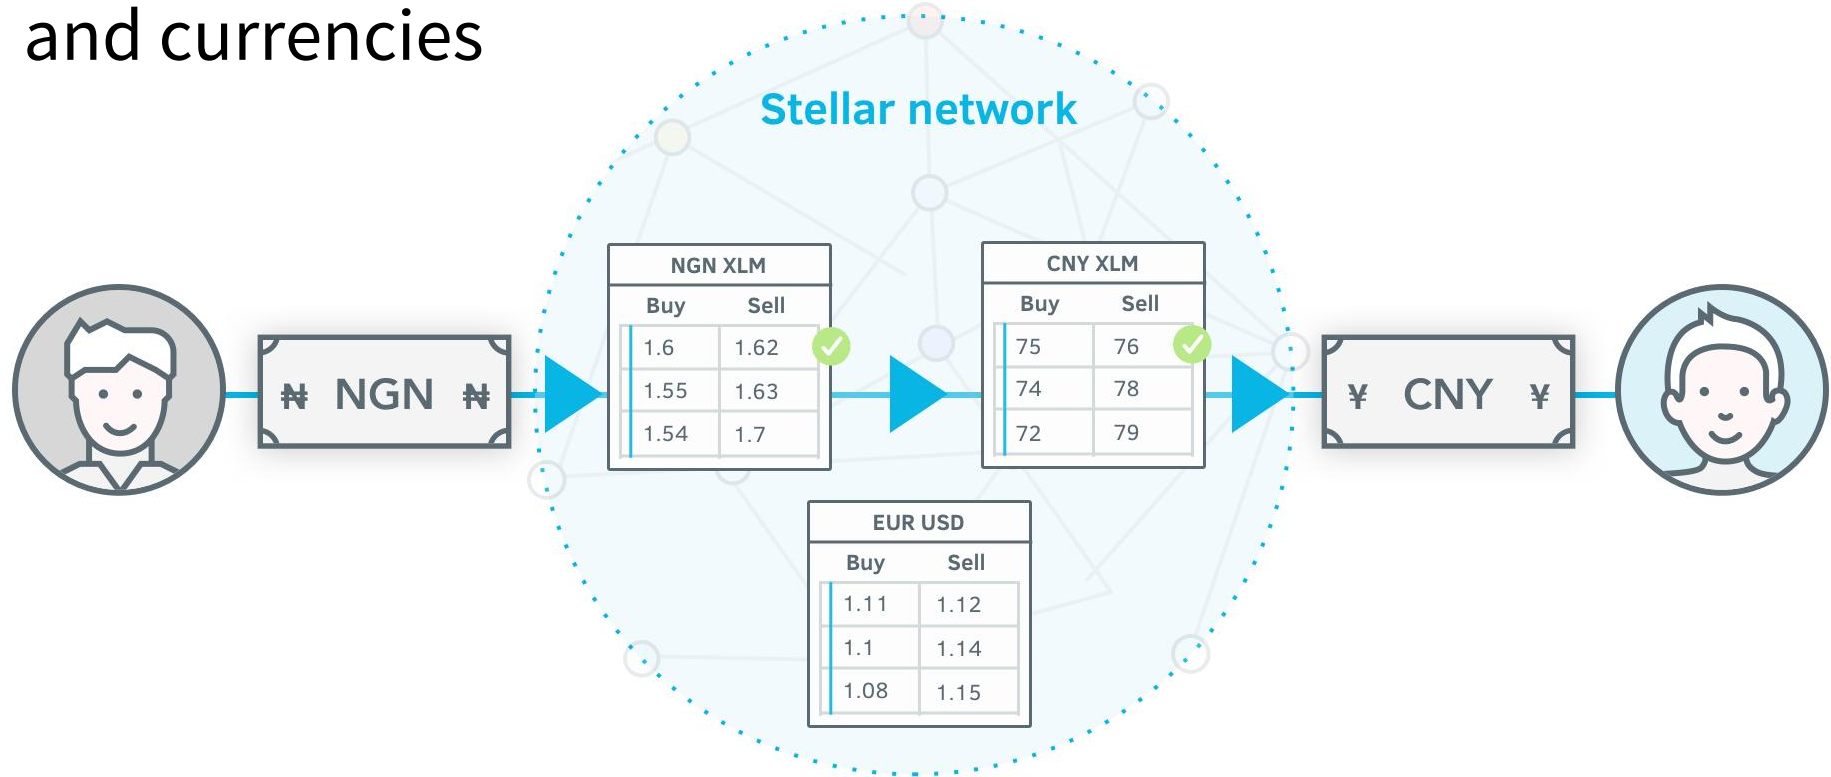 and currencies
Stellar network
NGN XLM
Buy Sell
1.6 1.62
1.55 1.63
1.54 1.7
CNY XLM
Buy Sell
75 76
74 78
72 79
₦ NGN ₦
¥ CNY ¥
EUR USD
Buy Sell
1.11 1.12
1.1 1.14
1.08 1.15